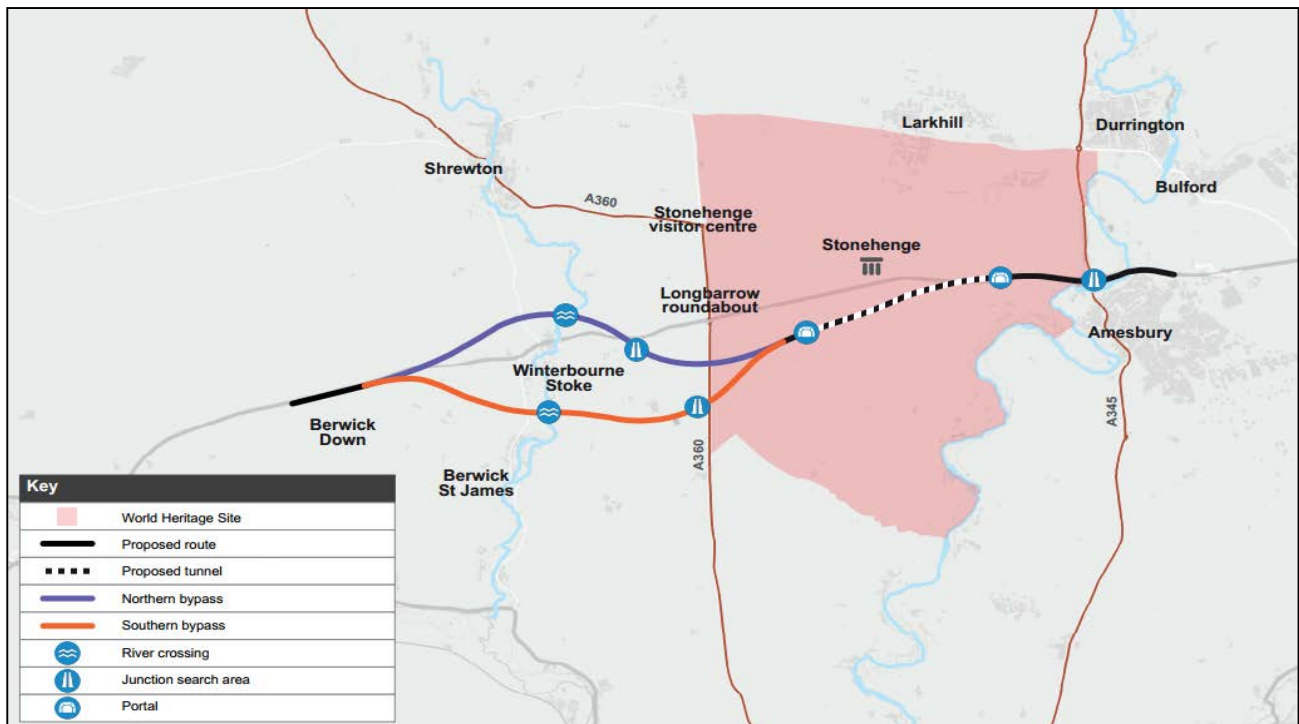 Larkhill
Durrington
Shrewton
Bulford
A360
Stonehenge
visitor centre
Stonehenge
Longbarrow
roundabout
Amesbury
Winterbourne
Stoke
Berwick
Down
A345
A360
Berwick
St James
Key
World Heritage Site
Proposed route
Proposed tunnel
Northern bypass
Southern bypass
River crossing
Junction search area
Portal